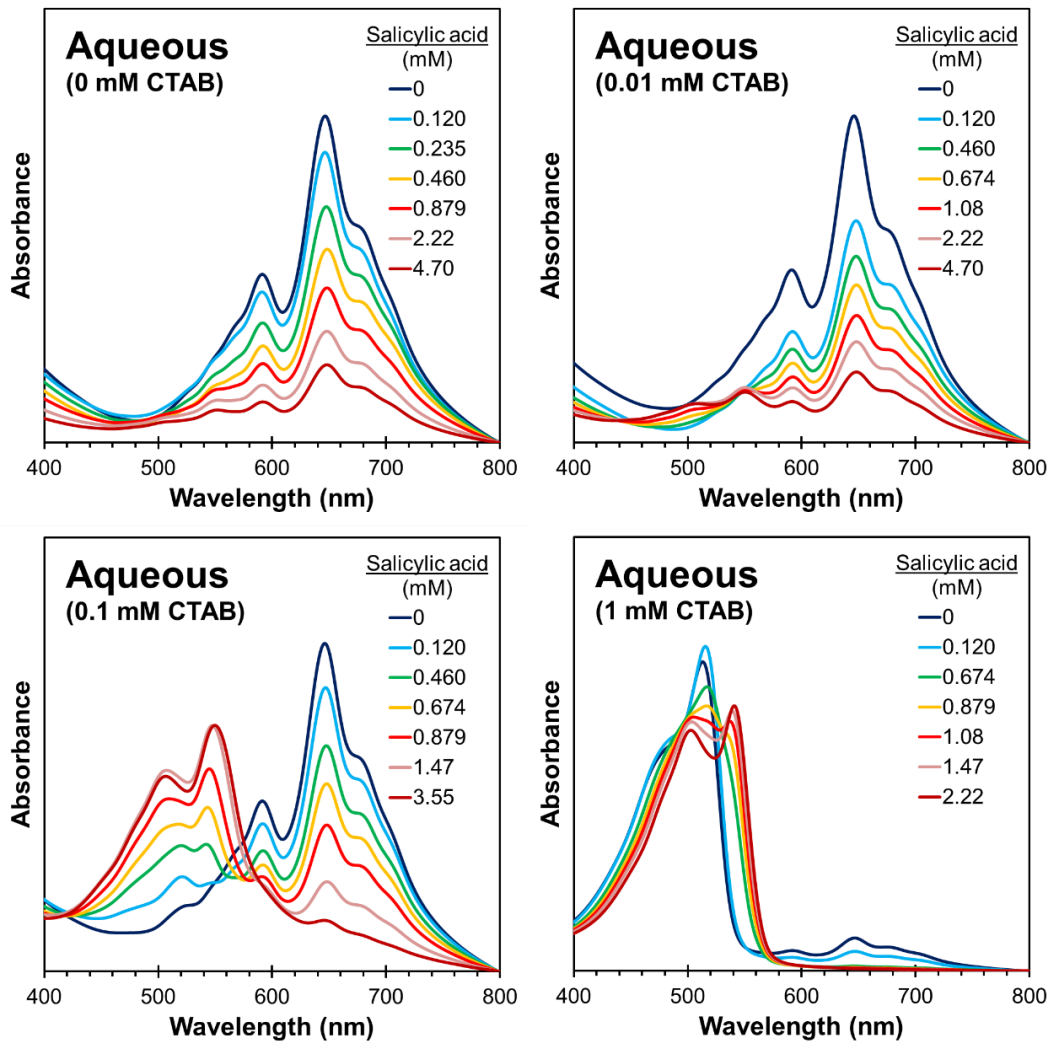 Aqueous
(0 mM CTAB)
Salicylic acid
(mM)
0
0.120
0.235
0.460
0.879
2.22
4.70
Absorbance
400 500 600 700 800
Wavelength (nm)
Aqueous
(0.01 mM CTAB)
Salicylic acid
(mM)
0
0.120
0.460
0.674
1.08
2.22
4.70
Absorbance
400 500 600 700 800
Wavelength (nm)
Aqueous
(0.1 mM CTAB)
Salicylic acid
(mM)
0
0.120
0.460
0.674
0.879
1.47
3.55
Absorbance
400 500 600 700 800
Wavelength (nm)
Aqueous
(1 mM CTAB)
Salicylic acid
(mM)
0
0.120
0.674
0.879
1.08
1.47
2.22
Absorbance
400 500 600 700 800
Wavelength (nm)